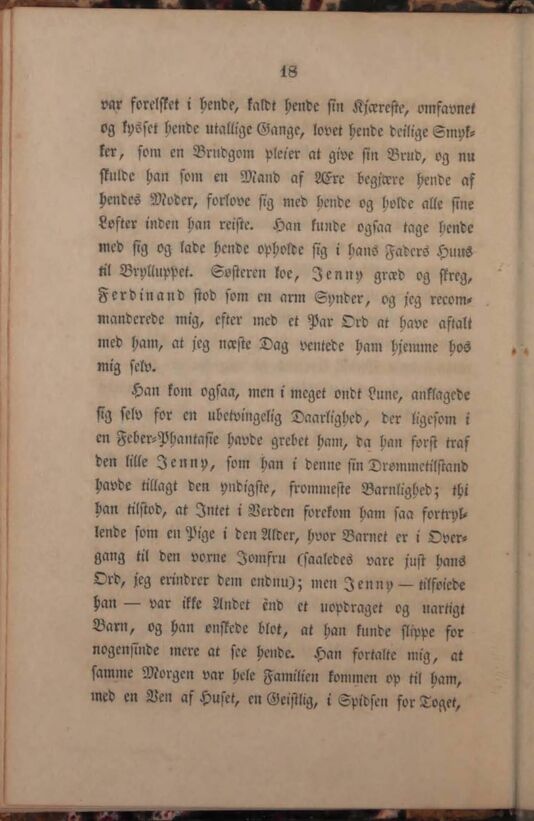 18
var forelsket i hende, kaldt hende sin Kjæreste, omfavnet
og kysset hende utallige Gange, lovet hende deilige Smyk-
ker, som en Brudgom pleier at give sin Brud, og nu
skulde han som en Mand af Ære begjære hende af
hendes Moder, forlove sig med hende og holde alle sine
Løfter inden han reiste. Han kunde ogsaa tage hende
med sig og lade hende opholde sig i hans Faders Huus
til Brylluppet. Søsteren loe, Jenny græd og skreg,
Ferdinand stod som en arm Synder, og jeg recom-
manderede mig, efter med et Par Ord at have aftalt
med ham, at jeg næste Dag ventede ham hjemme hos
mig selv.
Han kom ogsaa, men i meget ondt Lune, anklagede
sig selv for en ubetvingelig Daarlighed, der ligesom i
en Feber-Phantasie havde grebet ham, da han først traf
den lille Jenny, som han i denne sin Drømmetilstand
havde tillagt den yndigste, frommeste Barnlighed; thi
han tilstod, at Intet i Verden forekom ham saa fortryl-
lende som en Pige i den Alder, hvor Barnet er i Over-
gang til den voxne Jomfru (saaledes vare just hans
Ord, jeg erindrer dem endnu); men Jenny — tilføiede
han — var ikke Andet énd et uopdraget og uartigt
Barn, og han ønskede blot, at han kunde slippe for
nogensinde mere at see hende. Han fortalte mig, at
samme Morgen var hele Familien kommen op til ham,
med en Ven af Huset, en Geistlig, i Spidsen for Toget,